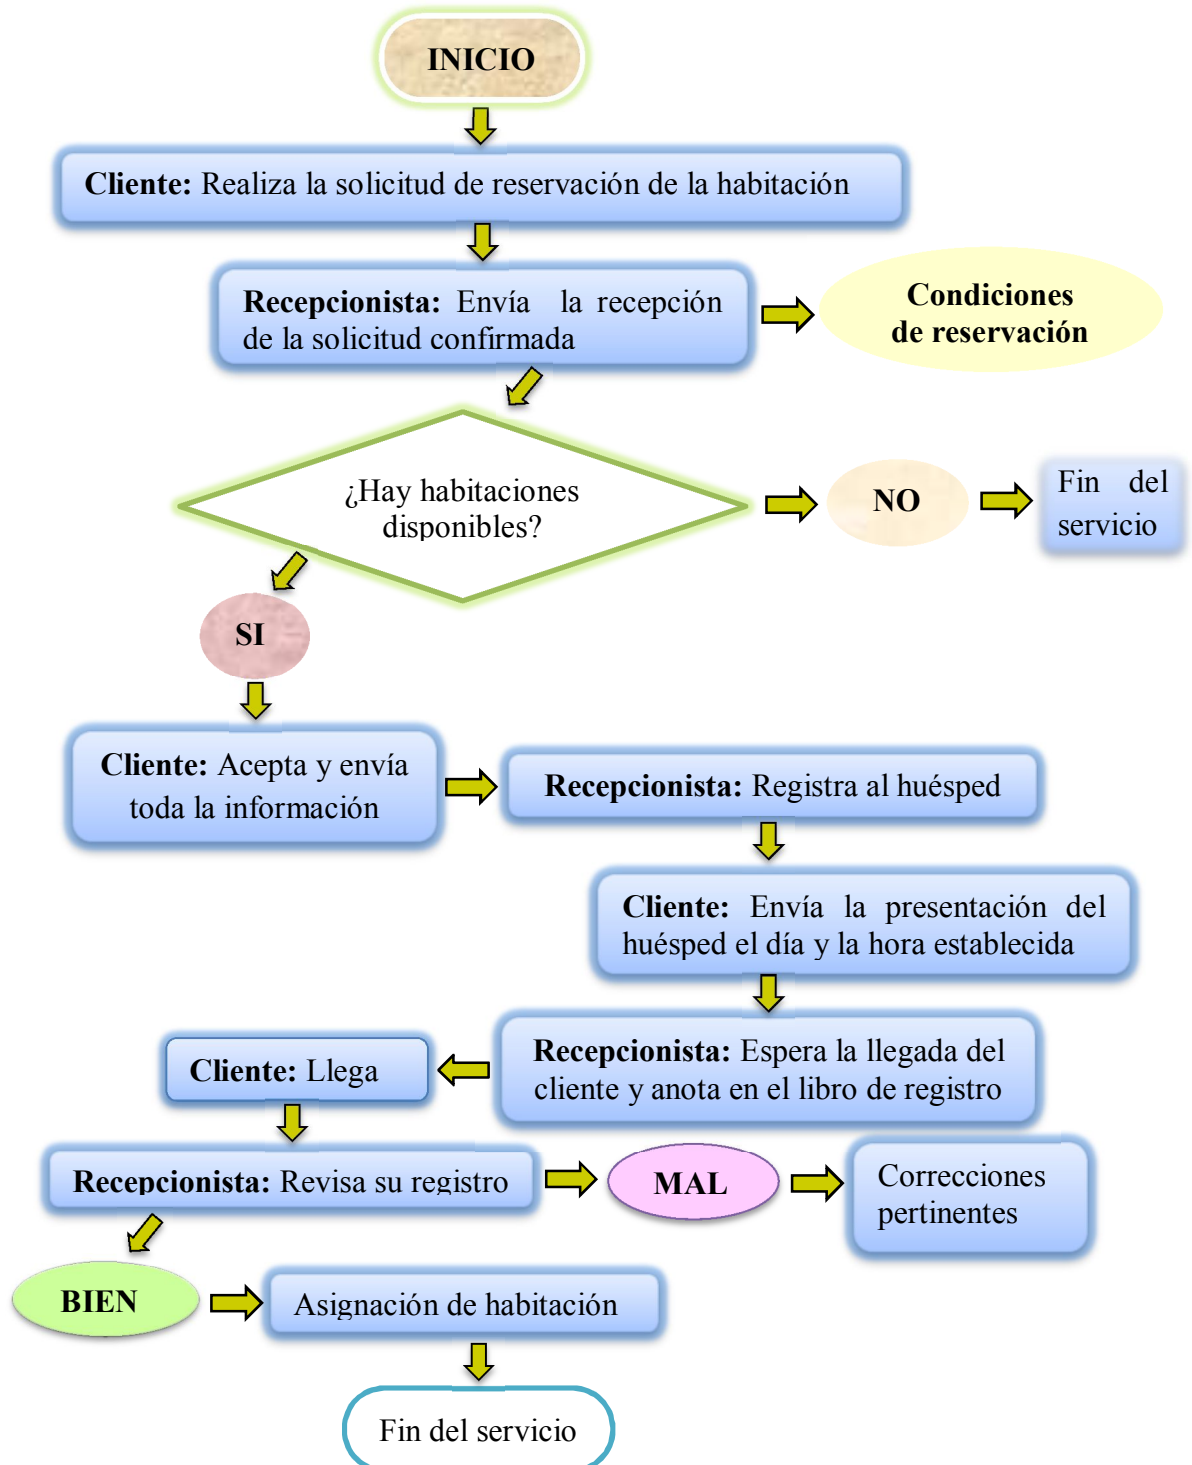 INICIO
Cliente: Realiza la solicitud de reservación de la habitación
Recepcionista: Envía la recepción
de la solicitud confirmada
Condiciones
de reservación
¿Hay habitaciones
disponibles?
NO
Fin del
servicio
SI
Cliente: Acepta y envía
toda la información
Recepcionista: Registra al huésped
Cliente: Envía la presentación del
huésped el día y la hora establecida
Recepcionista: Espera la llegada del
cliente y anota en el libro de registro
Cliente: Llega
Recepcionista: Revisa su registro
MAL
Correcciones
pertinentes
BIEN
Asignación de habitación
Fin del servicio